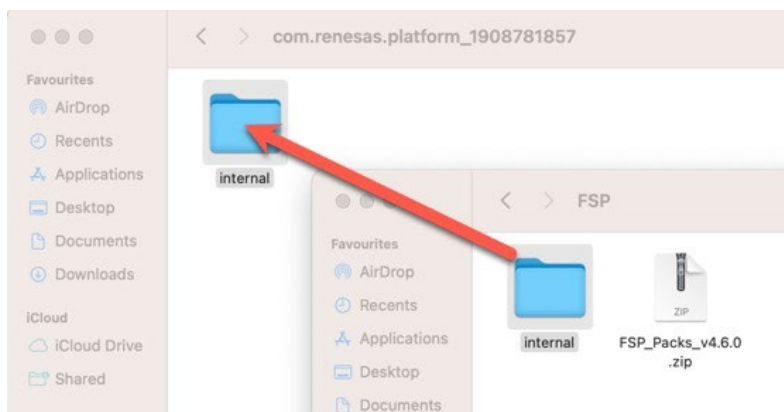 com.renesas.platform_1908781857
Favourites
AirDrop
Recents
Applications
Desktop
Documents
Downloads
iCloud
iCloud Drive
Shared
internal
FSP
Favourites
AirDrop
Recents
Applications
Desktop
Documents
internal
ZIP
FSP_Packs_v4.6.0
.zip